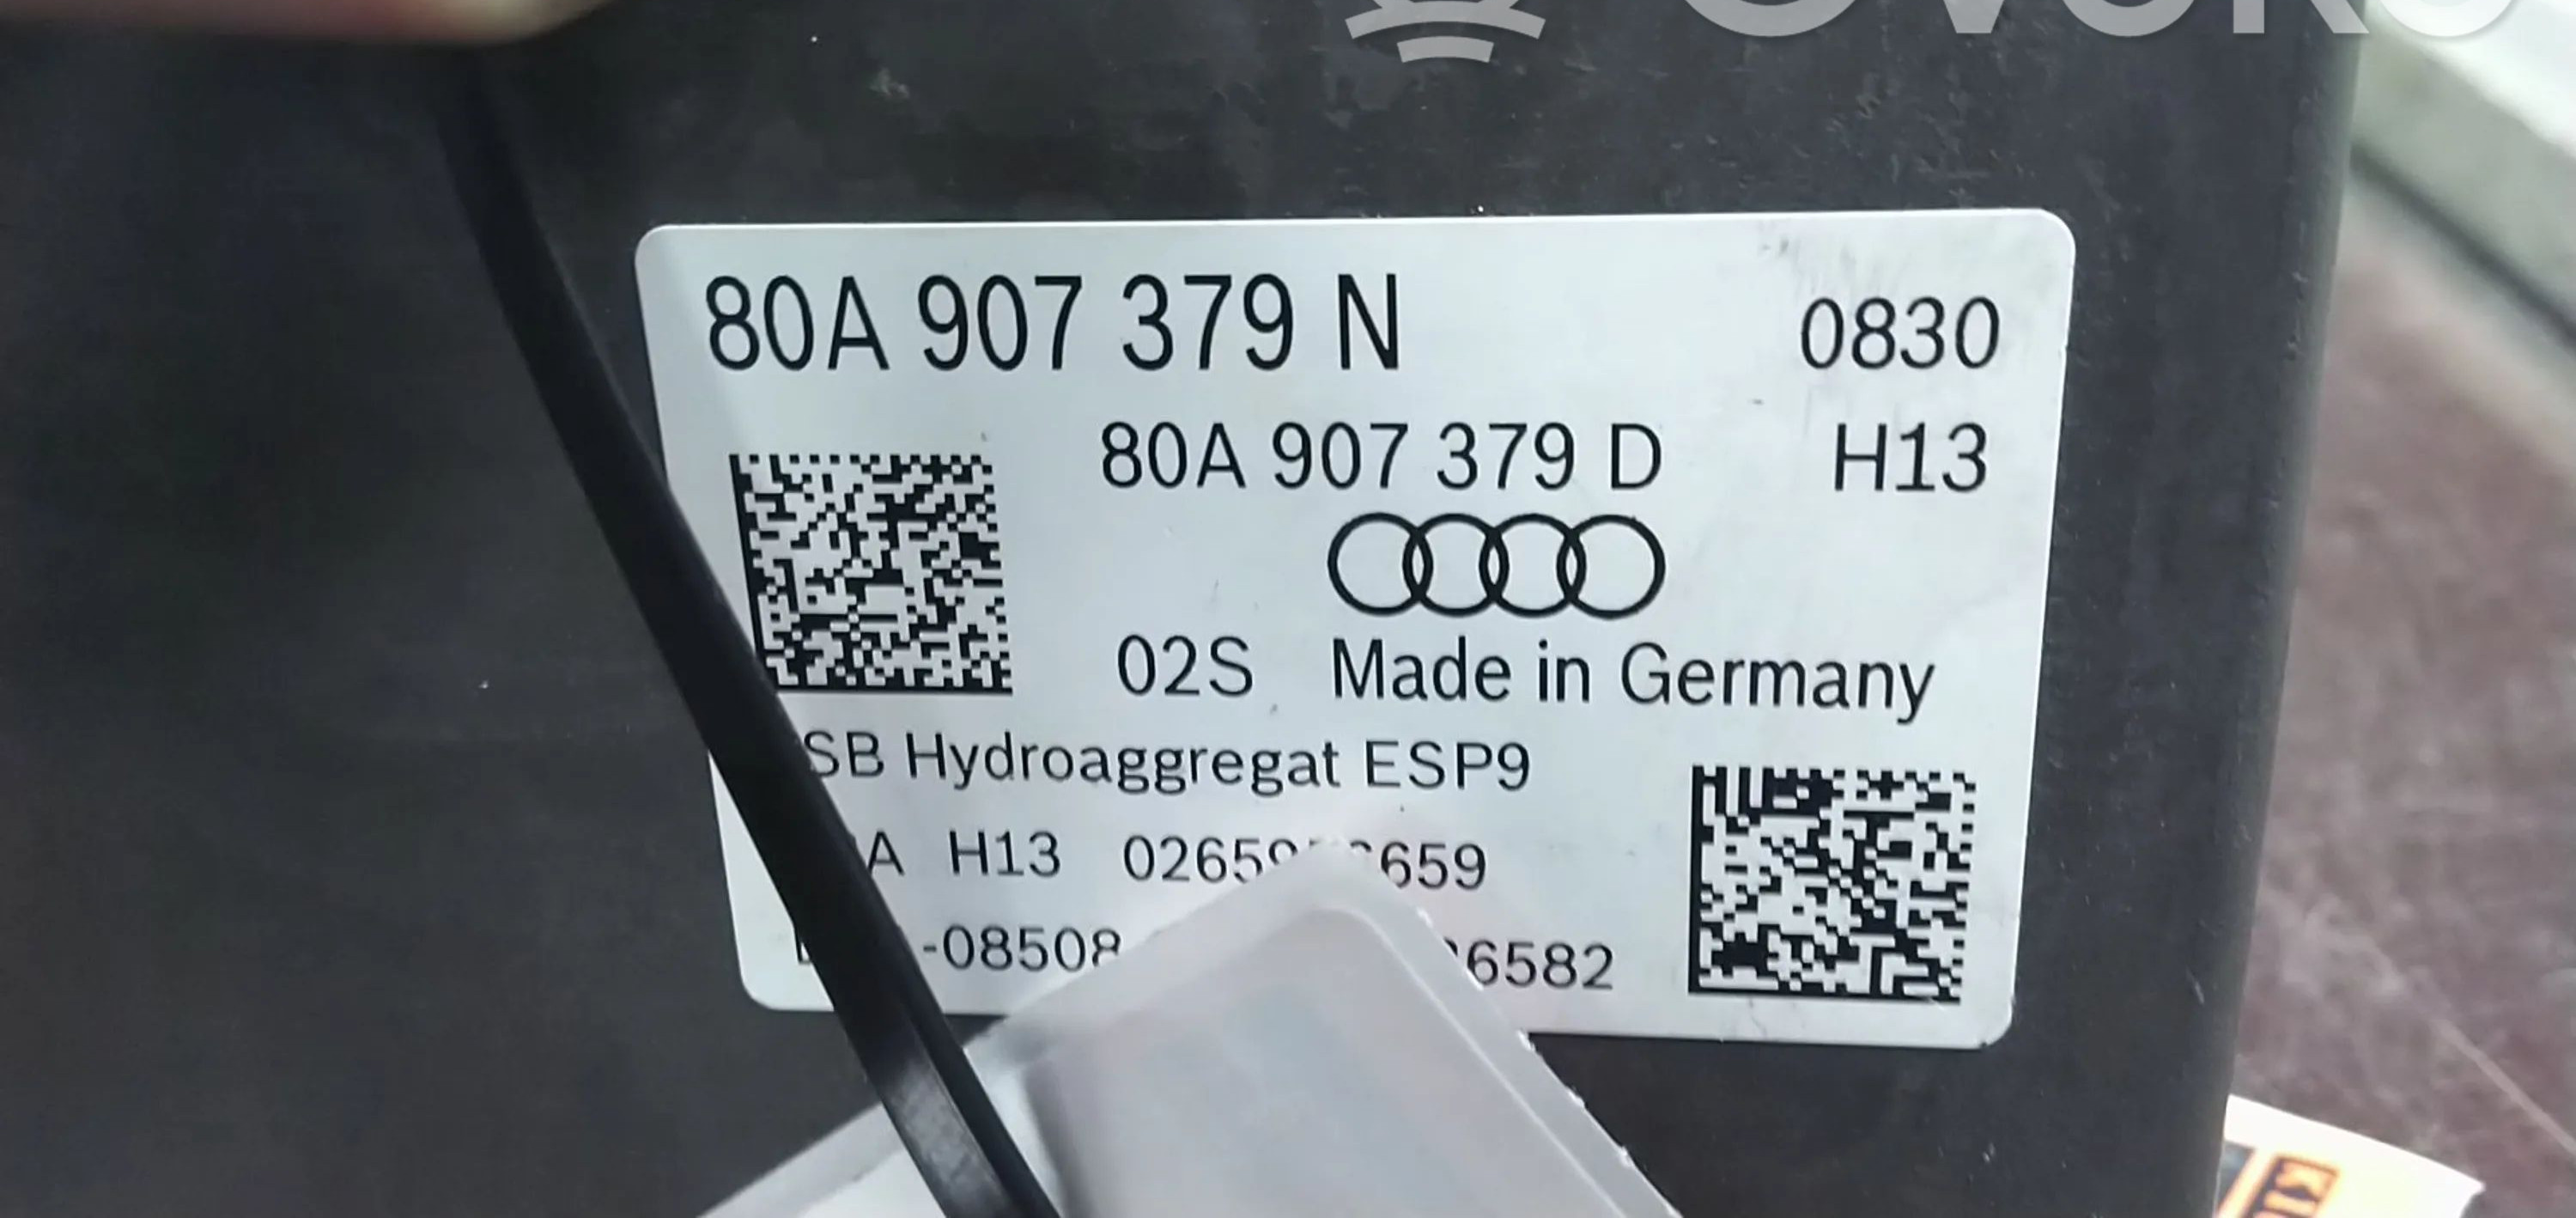 80A 907 379 N 0830
80A 907 379 D H13
02S Made in Germany
SB Hydroaggregat ESP9
H13
-08508
6582